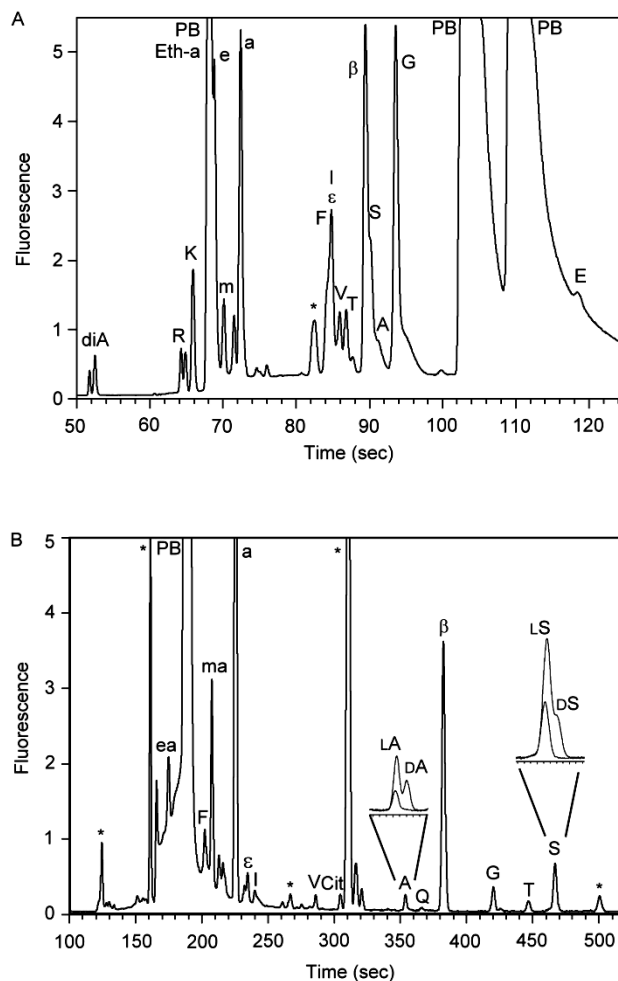 A
PB PB PB
Eth-a e a β G
I
ε
F S
K
m V T
* A E
R
diA
5
4
3
2
1
0
Fluorescence
50 60 70 80 90 100 110 120
Time (sec)
B
* PB a * β
LS
DS
ma
ea
LA DA
F
*
ε I * V Cit A Q G T S *
5
4
3
2
1
0
Fluorescence
100 150 200 250 300 350 400 450 500
Time (sec)